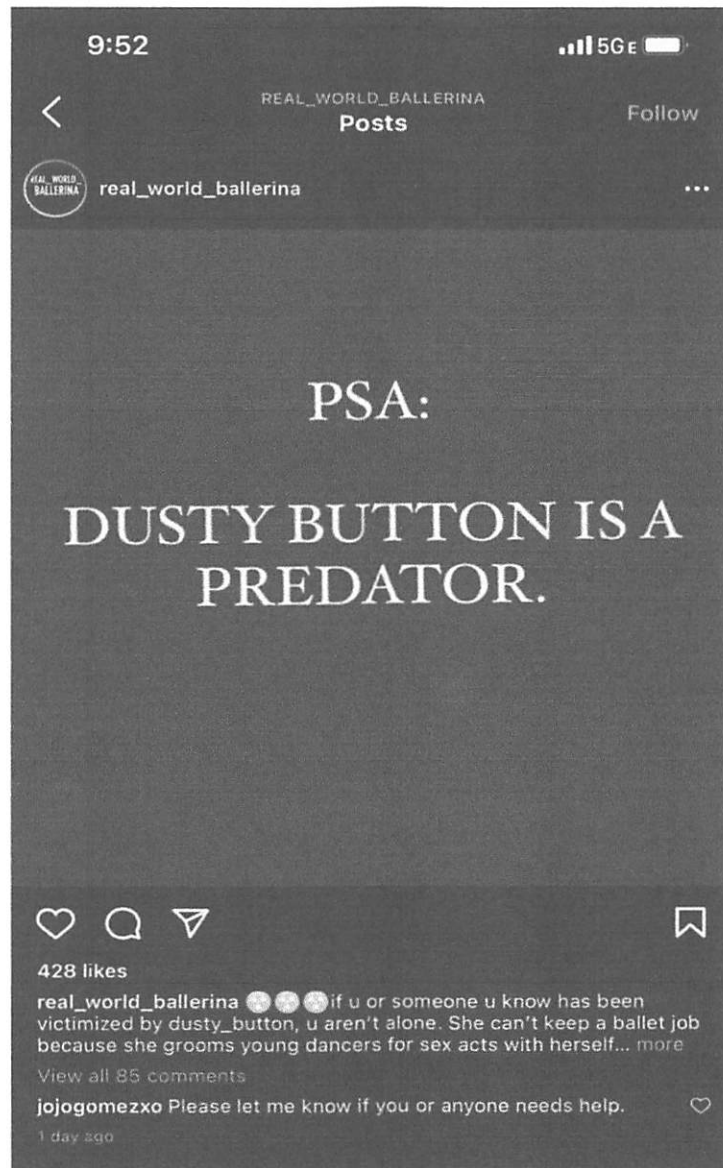 9:52
5GE
REAL_WORLD_BALLERINA
Posts
Follow
REAL_WORLD_
BALLERINA
real_world_ballerina
PSA:
DUSTY BUTTON IS A
PREDATOR.
428 likes
real_world_ballerina if u or someone u know has been
victimized by dusty_button, u aren't alone. She can't keep a ballet job
because she grooms young dancers for sex acts with herself... more
View all 85 comments
jojogomezxo Please let me know if you or anyone needs help.
1 day ago